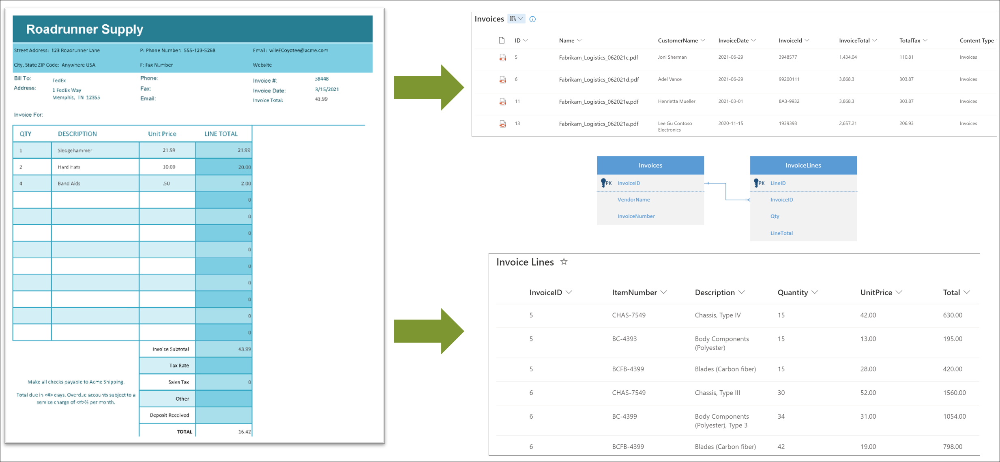 Roadrunner Supply
Street Address: 123 Roadrunner Lane P: Phone Number: 555-123-5268 Email: wileECoyotee@acme.com
City, State ZIP Code: Anywhere USA F: Fax Number Website
Bill To: FedEx Phone: Invoice #: 58448
Address: 1 FedEx Way Fax: Invoice Date: 3/15/2021
Memphis, TN 12355 Email: Invoice Total: 43.99
Invoice For:
QTY DESCRIPTION Unit Price LINE TOTAL
1 Sledgehammer 21.99 21.99
2 Hard Hats 10.00 20.00
4 Band Aids .50 2.00
0
0
0
0
0
0
0
0
0
Invoice Subtotal 43.99
Tax Rate
Make all checks payable to Acme Shipping. Sales Tax 0
Total due in <#> days. Overdue accounts subject to a
service charge of <#>% per month.
Other
Deposit Received
TOTAL 16.42
Invoices
ID Name CustomerName InvoiceDate InvoiceId InvoiceTotal TotalTax Content Type
5 Fabrikam_Logistics_062021c.pdf Joni Sherman 2021-06-29 3948577 1,434.04 110.81 Invoices
6 Fabrikam_Logistics_062021d.pdf Adel Vance 2021-06-29 99200111 3,868.3 303.87 Invoices
11 Fabrikam_Logistics_062021e.pdf Henrietta Mueller 2021-03-01 8A3-9932 3,868.3 303.87 Invoices
13 Fabrikam_Logistics_062021a.pdf Lee Gu Contoso 2020-11-15 1939393 2,657.21 206.93 Invoices
Electronics
Invoices
PK InvoiceID
VendorName
InvoiceNumber
InvoiceLines
PK LineID
InvoiceID
Qty
LineTotal
Invoice Lines
InvoiceID ItemNumber Description Quantity UnitPrice Total
5 CHAS-7549 Chassis, Type IV 15 42.00 630.00
5 BC-4393 Body Components 15 13.00 195.00
(Polyester)
5 BCFB-4399 Blades (Carbon fiber) 15 28.00 420.00
6 CHAS-7549 Chassis, Type III 30 52.00 1560.00
6 BC-4399 Body Components 34 31.00 1054.00
(Polyester), Type 3
6 BCFB-4399 Blades (Carbon fiber) 42 19.00 798.00